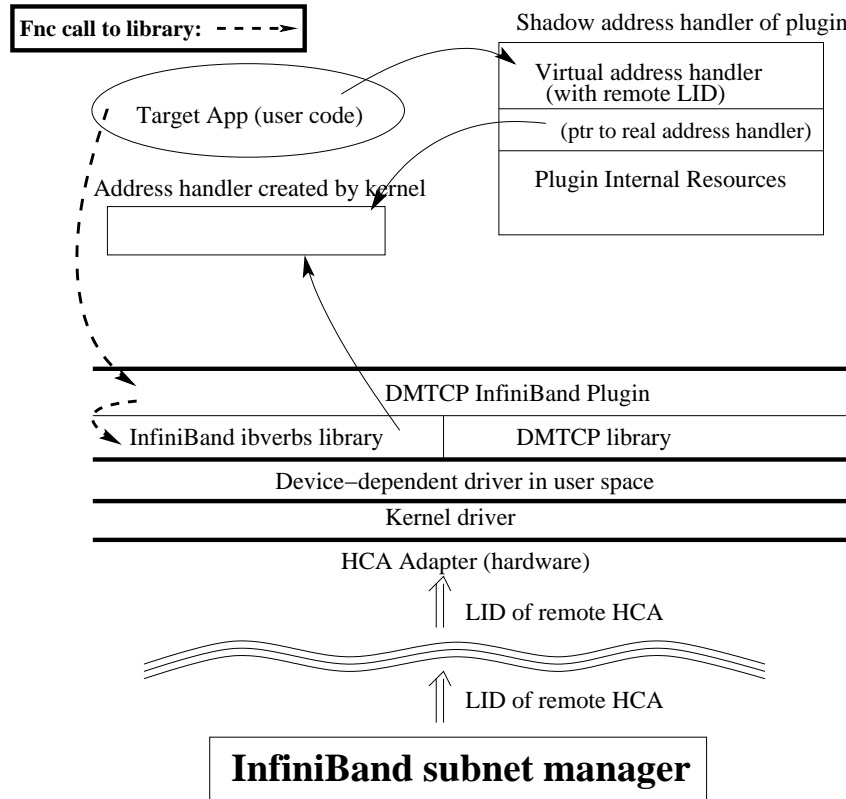 Fnc call to library:
Shadow address handler of plugin
Virtual address handler
(with remote LID)
Target App (user code)
(ptr to real address handler)
Plugin Internal Resources
Address handler created by kernel
DMTCP InfiniBand Plugin
InfiniBand ibverbs library
DMTCP library
Device−dependent driver in user space
Kernel driver
HCA Adapter (hardware)
LID of remote HCA
LID of remote HCA
InfiniBand subnet manager